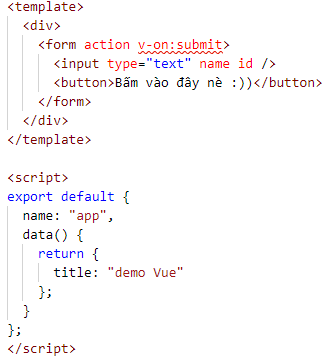 <template>
  <div>
    <form action v-on:submit>
      <input type="text" name id />
      <button>Bấm vào đây nè :))</button>
    </form>
  </div>
</template>

<script>
export default {
  name: "app",
  data() {
    return {
      title: "demo Vue"
    };
  }
};
</script>